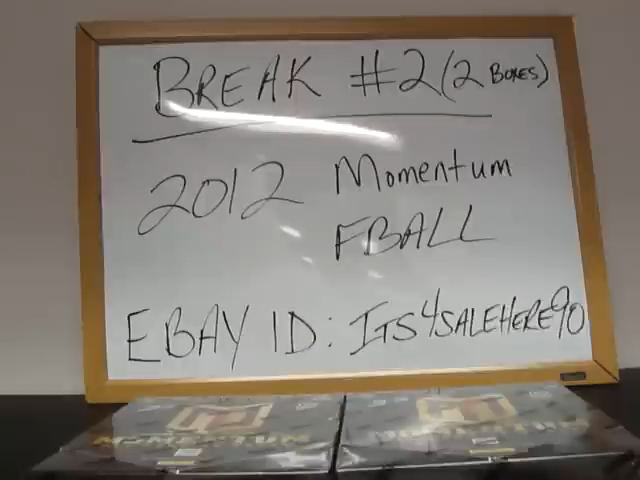 BREAK #2 (2 BOXES)
2012 Momentum
FBALL
EBAY ID: ITS4SALEHERE90
MOMENTUM MOMENTUM